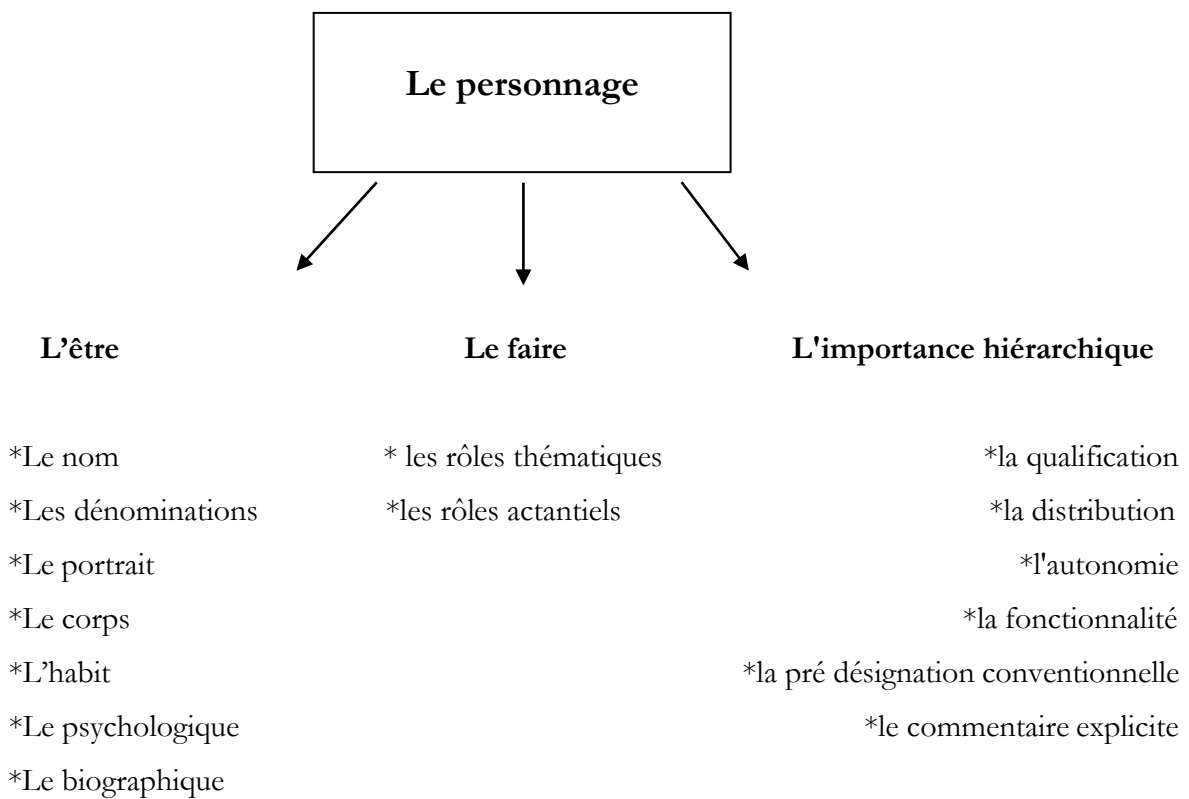 Le personnage
L’être
Le faire
L'importance hiérarchique
*Le nom
*Les dénominations
*Le portrait
*Le corps
*L’habit
*Le psychologique
*Le biographique
* les rôles thématiques
*les rôles actantiels
*la qualification
*la distribution
*l'autonomie
*la fonctionnalité
*la pré désignation conventionnelle
*le commentaire explicite